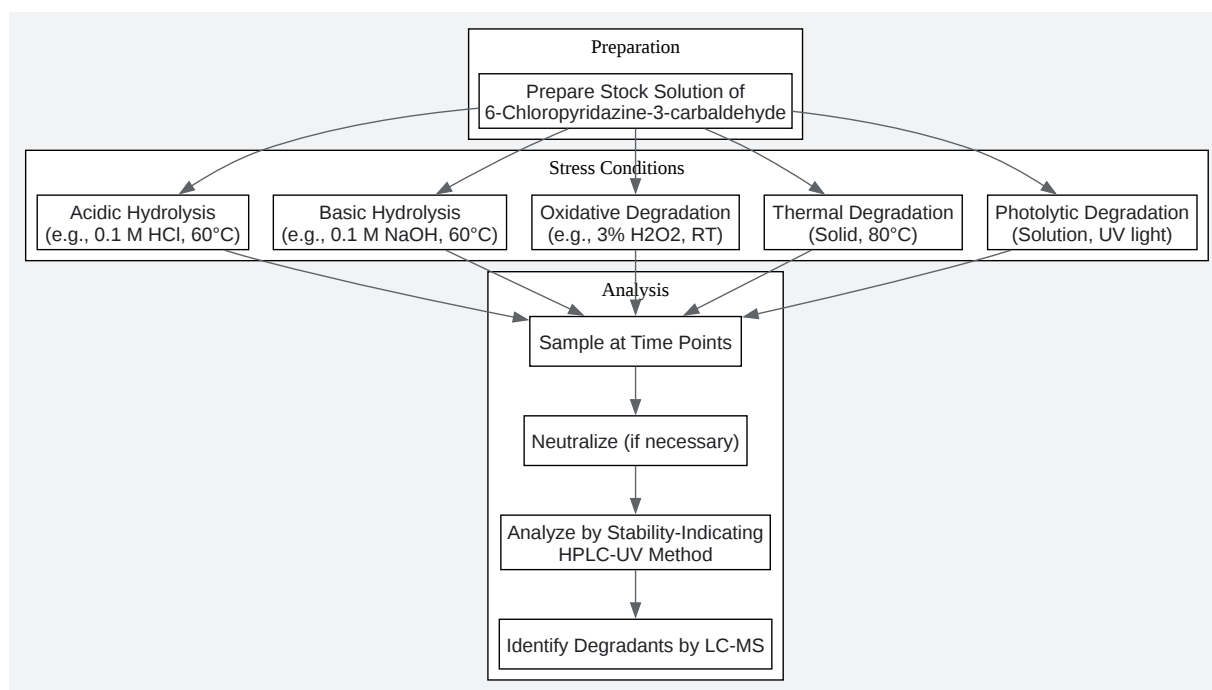 Preparation
Prepare Stock Solution of
6-Chloropyridazine-3-carbaldehyde
Stress Conditions
Acidic Hydrolysis
(e.g., 0.1 M HCl, 60°C)
Basic Hydrolysis
(e.g., 0.1 M NaOH, 60°C)
Oxidative Degradation
(e.g., 3% H2O2, RT)
Thermal Degradation
(Solid, 80°C)
Photolytic Degradation
(Solution, UV light)
Analysis
Sample at Time Points
Neutralize (if necessary)
Analyze by Stability-Indicating
HPLC-UV Method
Identify Degradants by LC-MS